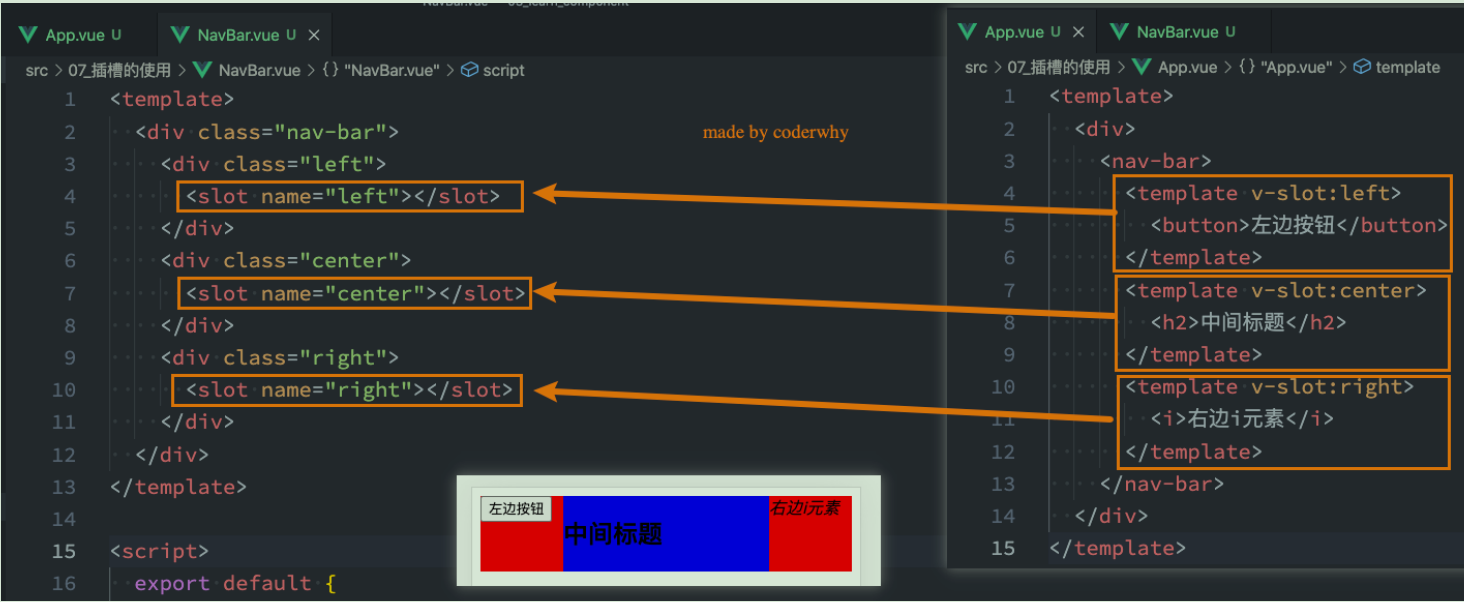 App.vue U
NavBar.vue U ×
src > 07_插槽的使用 > NavBar.vue > {} "NavBar.vue" > script
1 <template>
2 <div class="nav-bar">
3 <div class="left">
4 <slot name="left"></slot>
5 </div>
6 <div class="center">
7 <slot name="center"></slot>
8 </div>
9 <div class="right">
10 <slot name="right"></slot>
11 </div>
12 </div>
13 </template>
14
15 <script>
16 export default {
made by coderwhy
左边按钮
中间标题
右边i元素
App.vue U ×
NavBar.vue U
src > 07_插槽的使用 > App.vue > {} "App.vue" > template
1 <template>
2 <div>
3 <nav-bar>
4 <template v-slot:left>
5 <button>左边按钮</button>
6 </template>
7 <template v-slot:center>
8 <h2>中间标题</h2>
9 </template>
10 <template v-slot:right>
11 <i>右边i元素</i>
12 </template>
13 </nav-bar>
14 </div>
15 </template>